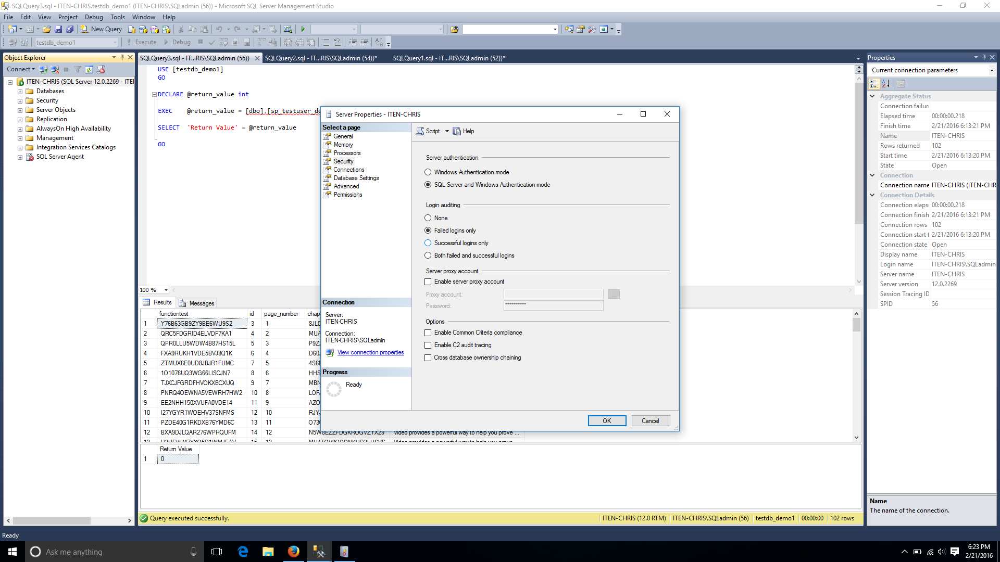 SQLQuery3.sql - ITEN-CHRIS.testdb_demo1 (ITEN-CHRIS\SQLadmin (56)) - Microsoft SQL Server Management Studio
File Edit View Project Debug Tools Window Help
New Query
testdb_demo1 Execute Debug
Object Explorer
Connect
ITEN-CHRIS (SQL Server 12.0.2269 - ITEI
Databases
Security
Server Objects
Replication
AlwaysOn High Availability
Management
Integration Services Catalogs
SQL Server Agent
SQLQuery3.sql - IT...RIS\SQLadmin (56)) SQLQuery2.sql - IT...RIS\SQLadmin (54))* SQLQuery1.sql - IT...RIS\SQLadmin (52))*
USE [testdb_demo1]
GO
DECLARE @return_value int
EXEC @return_value = [dbo].[sp_testuser_de
SELECT 'Return Value' = @return_value
GO
100 %
Results Messages
functiontest id page_number chapt
1 Y76B63GB9ZY9BE6WU9S2 3 1 8JL0
2 QRC5FDGRID4ELVDF7KA1 4 2 MUA
3 QPR0LLU5WDW4B87HS15L 5 3 P9Z2
4 FXA9RUKH1VDE5BVJ8Q1K 6 4 D60Z
5 ZTMUX6E0UD8JBJR1FUMC 7 5 4S6N
6 1O1076UQ3WG66LISCJN7 8 6 HHS
7 TJXCJFGRDFHVOKXBCXUQ 9 7 MBN
8 PNRQ4OEWNA5VEWRH7HW2 10 8 LOFJ
9 EE2NHH150XVUFA0VDE14 11 9 AZO
10 I27YGYR1WOEHV37SNFMS 12 10 RJYJ
11 PZDE40G1RKDXB76YMD6C 13 11 O73C
12 BXA9DJLQAR276WPHQUFM 14 12 N5W8EZZFDGKROGVZYX29 Video provides a powerful way to help you prove ...
Return Value
1 0
Query executed successfully. ITEN-CHRIS (12.0 RTM) ITEN-CHRIS\SQLadmin (56) testdb_demo1 00:00:00 102 rows
Server Properties - ITEN-CHRIS
Select a page
General
Memory
Processors
Security
Connections
Database Settings
Advanced
Permissions
Connection
Server:
ITEN-CHRIS
Connection:
ITEN-CHRIS\SQLadmin
View connection properties
Progress
Ready
Script Help
Server authentication
Windows Authentication mode
SQL Server and Windows Authentication mode
Login auditing
None
Failed logins only
Successful logins only
Both failed and successful logins
Server proxy account
Enable server proxy account
Proxy account:
...
Password: **********
Options
Enable Common Criteria compliance
Enable C2 audit tracing
Cross database ownership chaining
OK Cancel
Properties
Current connection parameters
Aggregate Status
Connection failure
Elapsed time 00:00:00.218
Finish time 2/21/2016 6:13:21 PM
Name ITEN-CHRIS
Rows returned 102
Start time 2/21/2016 6:13:20 PM
State Open
Connection
Connection name ITEN-CHRIS (ITEN-CHR
Connection Details
Connection elapse 00:00:00.218
Connection finish 2/21/2016 6:13:21 PM
Connection rows 102
Connection start t 2/21/2016 6:13:20 PM
Connection state Open
Display name ITEN-CHRIS
Login name ITEN-CHRIS\SQLadmin
Server name ITEN-CHRIS
Server version 12.0.2269
Session Tracing ID
SPID 56
Name
The name of the connection.
Ready
Ask me anything
6:23 PM
2/21/2016